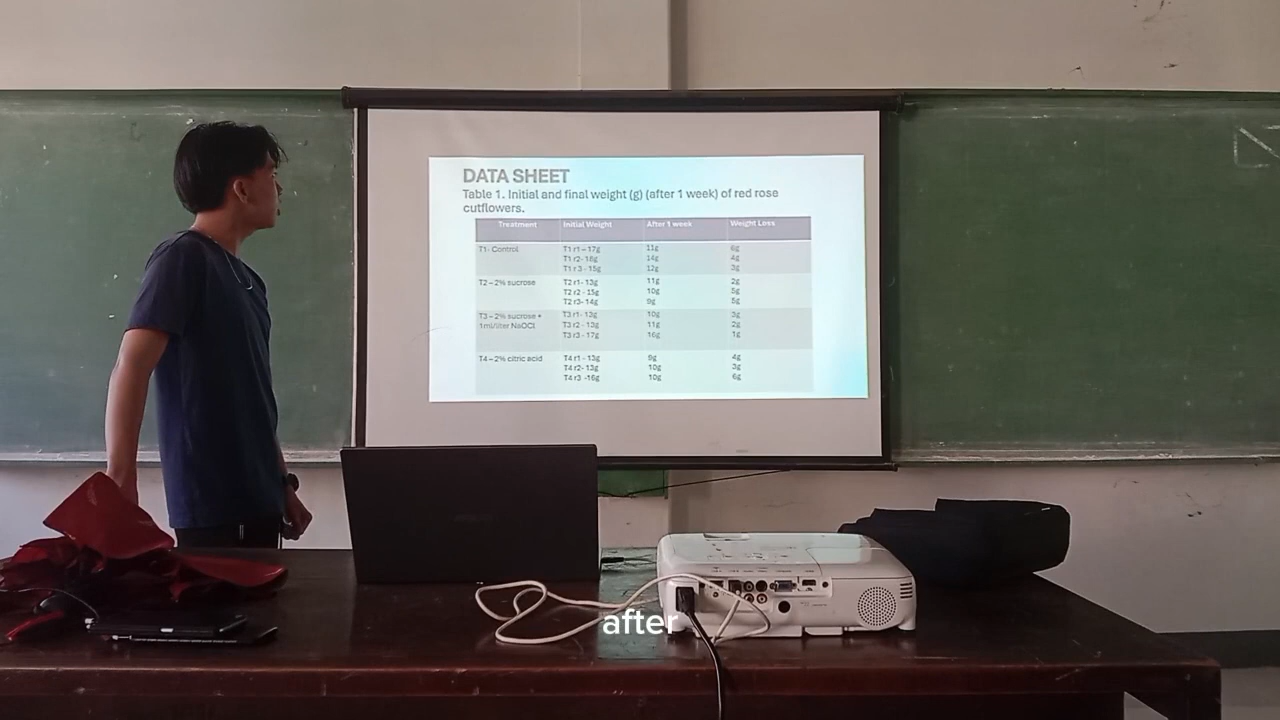 DATA SHEET
Table 1. Initial and final weight (g) (after 1 week) of red rose
cutflowers.
Treatment Initial Weight After 1 week Weight Loss
T1- Control T1 r1 – 17g 11g 6g
T1 r2- 18g 14g 4g
T1 r3 - 15g 12g 3g
T2 – 2% sucrose T2 r1- 13g 11g 2g
T2 r2 - 15g 10g 5g
T2 r3- 14g 9g 5g
T3 – 2% sucrose + T3 r1- 13g 10g 3g
1ml/liter NaOCl T3 r2 - 13g 11g 2g
T3 r3 - 17g 16g 1g
T4 – 2% citric acid T4 r1 - 13g 9g 4g
T4 r2- 13g 10g 3g
T4 r3 -16g 10g 6g
after